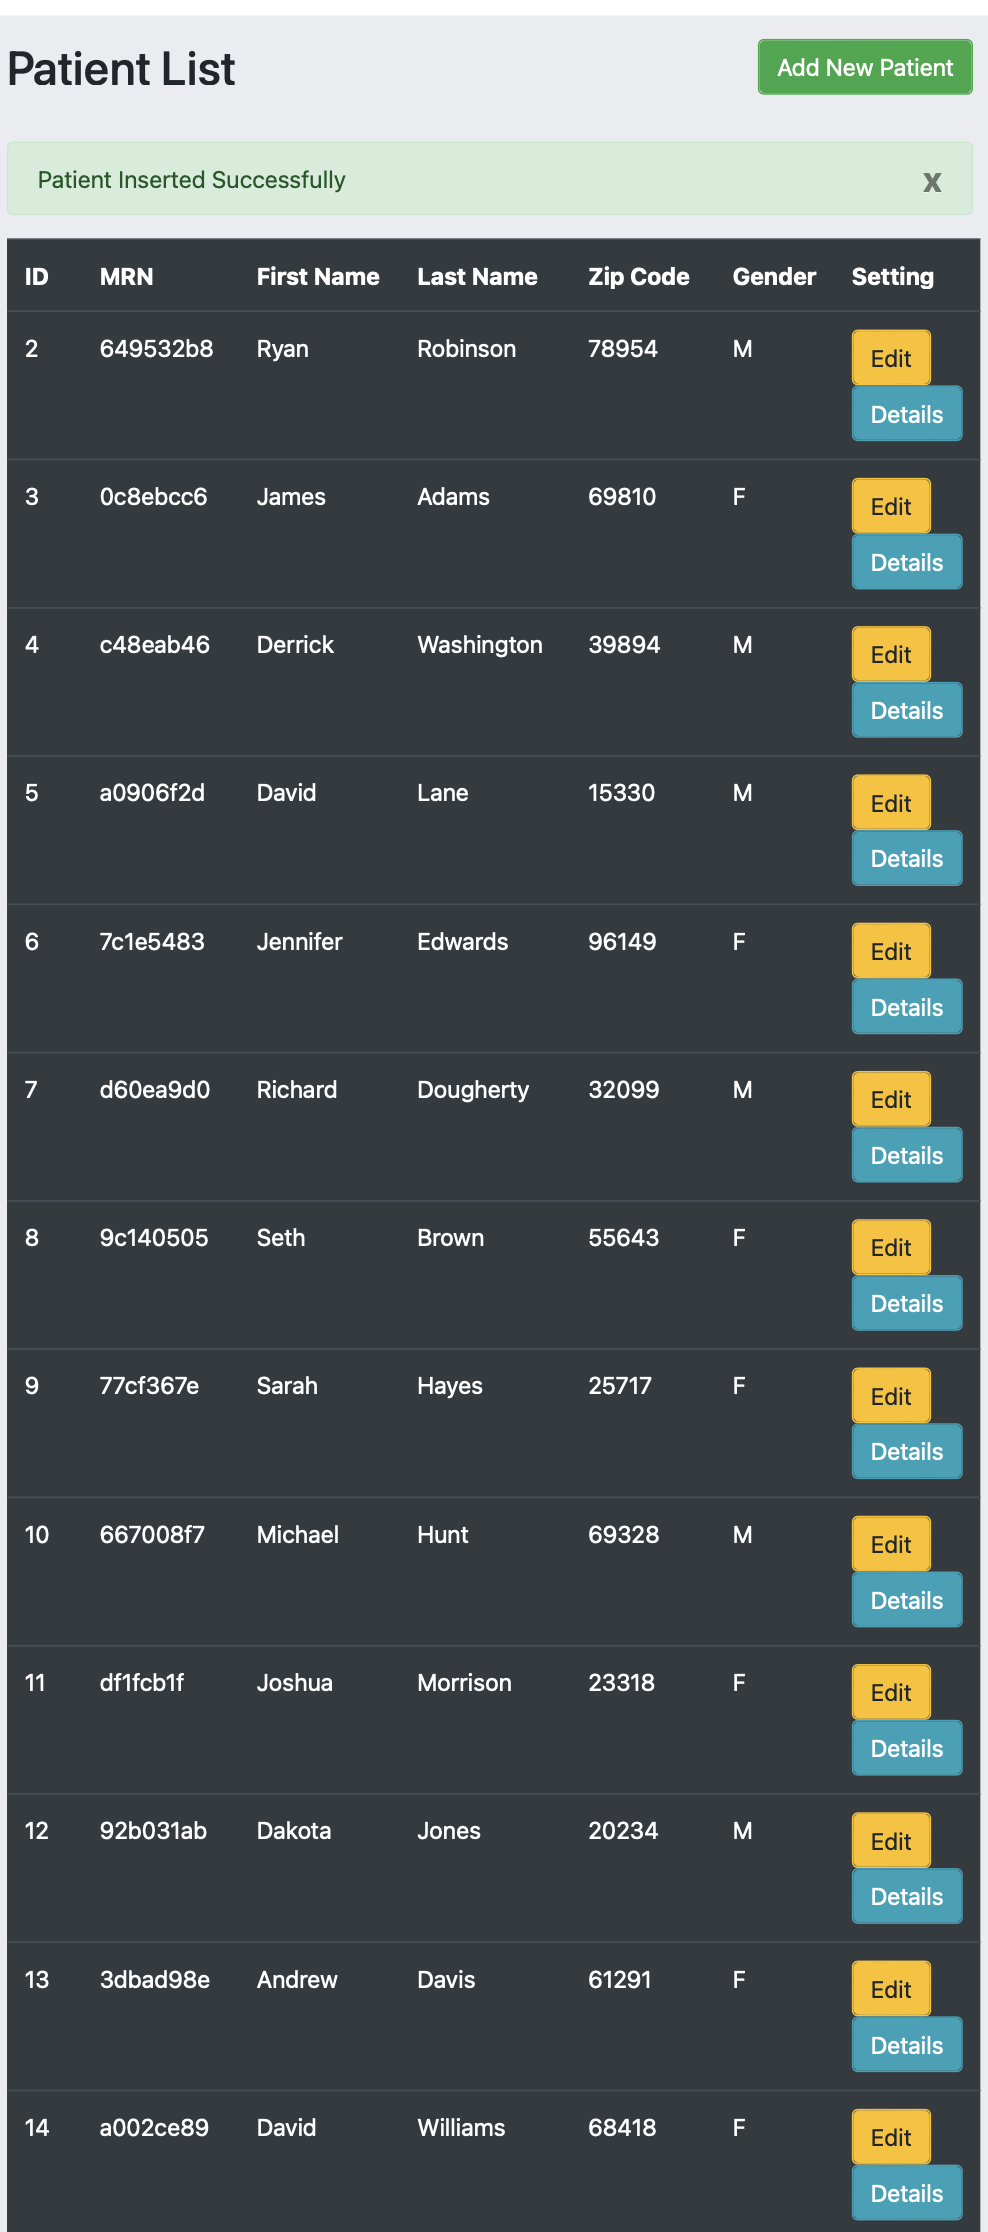 Patient List
Add New Patient
Patient Inserted Successfully
x
ID MRN First Name Last Name Zip Code Gender Setting
2 649532b8 Ryan Robinson 78954 M Edit
Details
3 0c8ebcc6 James Adams 69810 F Edit
Details
4 c48eab46 Derrick Washington 39894 M Edit
Details
5 a0906f2d David Lane 15330 M Edit
Details
6 7c1e5483 Jennifer Edwards 96149 F Edit
Details
7 d60ea9d0 Richard Dougherty 32099 M Edit
Details
8 9c140505 Seth Brown 55643 F Edit
Details
9 77cf367e Sarah Hayes 25717 F Edit
Details
10 667008f7 Michael Hunt 69328 M Edit
Details
11 df1fcb1f Joshua Morrison 23318 F Edit
Details
12 92b031ab Dakota Jones 20234 M Edit
Details
13 3dbad98e Andrew Davis 61291 F Edit
Details
14 a002ce89 David Williams 68418 F Edit
Details